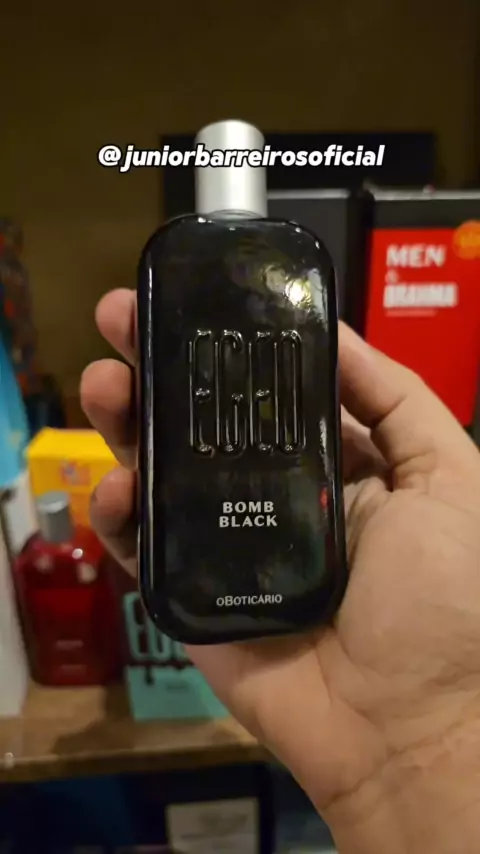 @juniorbarreirosoficial
MEN
&
BRAHMA
EGEO
BOMB
BLACK
oBOTICÁRIO